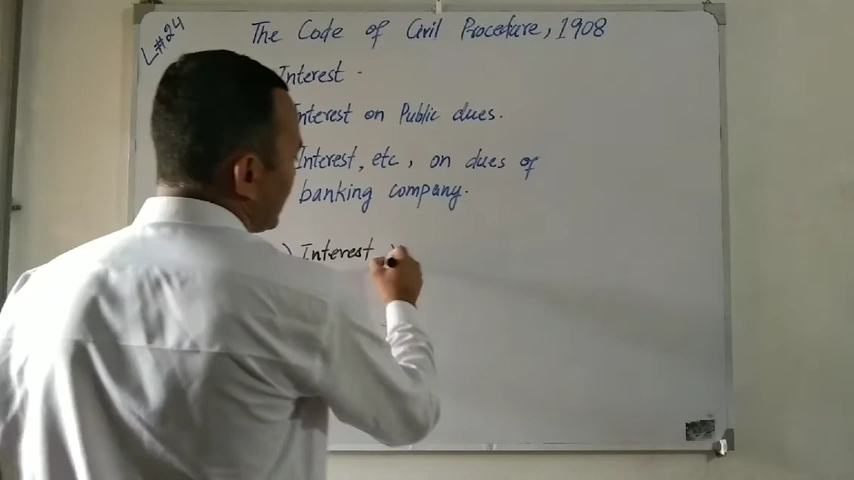 L#24
The Code of Civil Procedure, 1908
Interest -
Interest on Public dues.
Interest, etc, on dues of
banking company.
) Interest